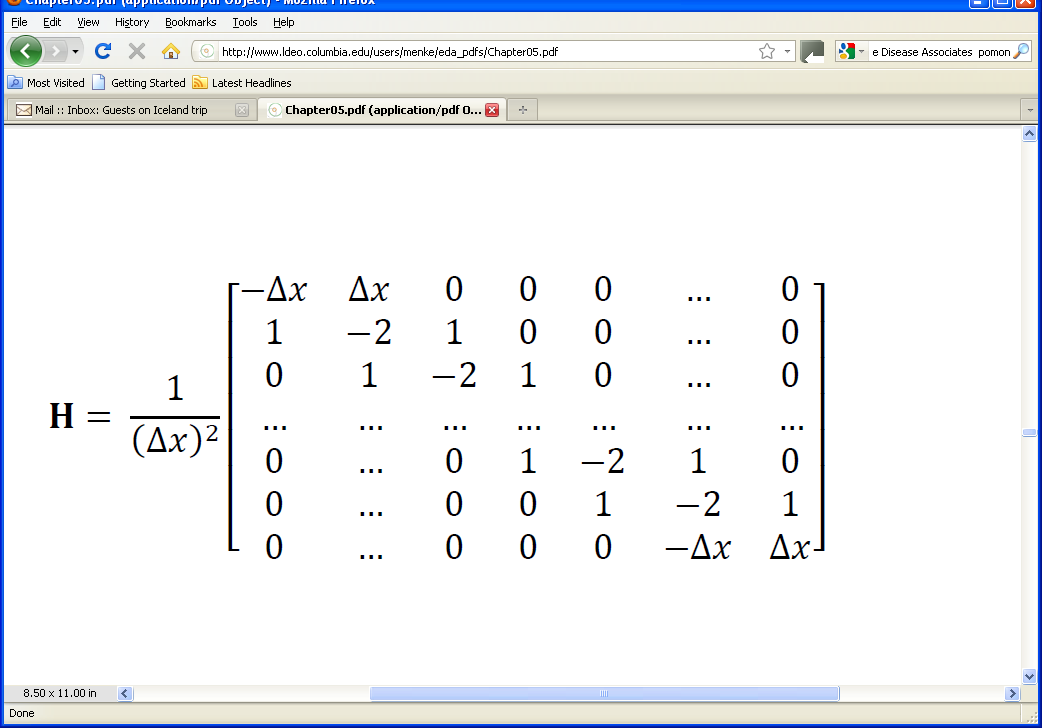 Chapter05.pdf (application/pdf Object) - Mozilla Firefox
File Edit View History Bookmarks Tools Help
http://www.ldeo.columbia.edu/users/menke/eda_pdfs/Chapter05.pdf e Disease Associates pomon
Most Visited Getting Started Latest Headlines
Mail :: Inbox: Guests on Iceland trip Chapter05.pdf (application/pdf O...
−Δx Δx 0 0 0 ... 0
1 −2 1 0 0 ... 0
0 1 −2 1 0 ... 0
H = 1/(Δx)²
... ... ... ... ... ... ...
0 ... 0 1 −2 1 0
0 ... 0 0 1 −2 1
0 ... 0 0 0 −Δx Δx
8.50 x 11.00 in
Done